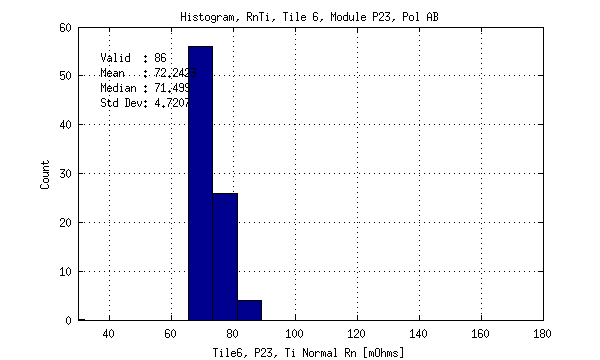 Histogram, RnTi, Tile 6, Module P23, Pol AB
60
50
40
30
20
10
0
Valid : 86
Mean : 72.2423
Median : 71.499
Std Dev: 4.7207
Count
40 60 80 100 120 140 160 180
Tile6, P23, Ti Normal Rn [mOhms]